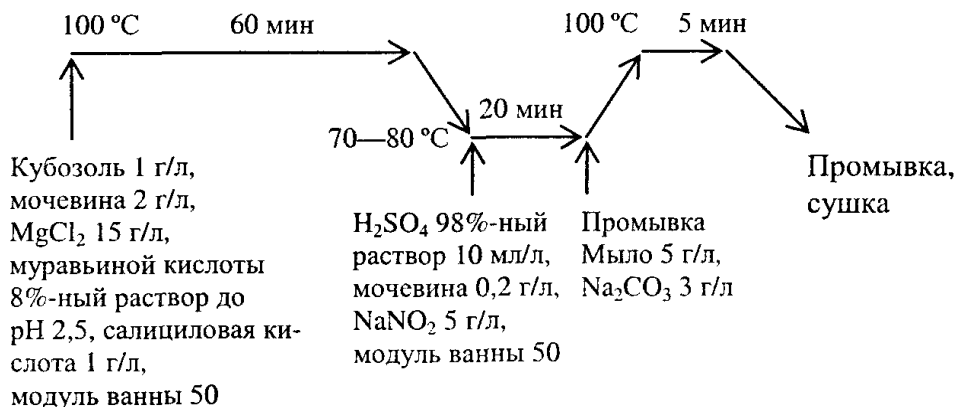 100 °C 60 мин 100 °C 5 мин
20 мин
70—80 °C
Кубозоль 1 г/л,
мочевина 2 г/л,
MgCl₂ 15 г/л,
муравьиной кислоты
8%-ный раствор до
pH 2,5, салициловая ки-
слота 1 г/л,
модуль ванны 50
H₂SO₄ 98%-ный
раствор 10 мл/л,
мочевина 0,2 г/л,
NaNO₂ 5 г/л,
модуль ванны 50
Промывка
Мыло 5 г/л,
Na₂CO₃ 3 г/л
Промывка,
сушка